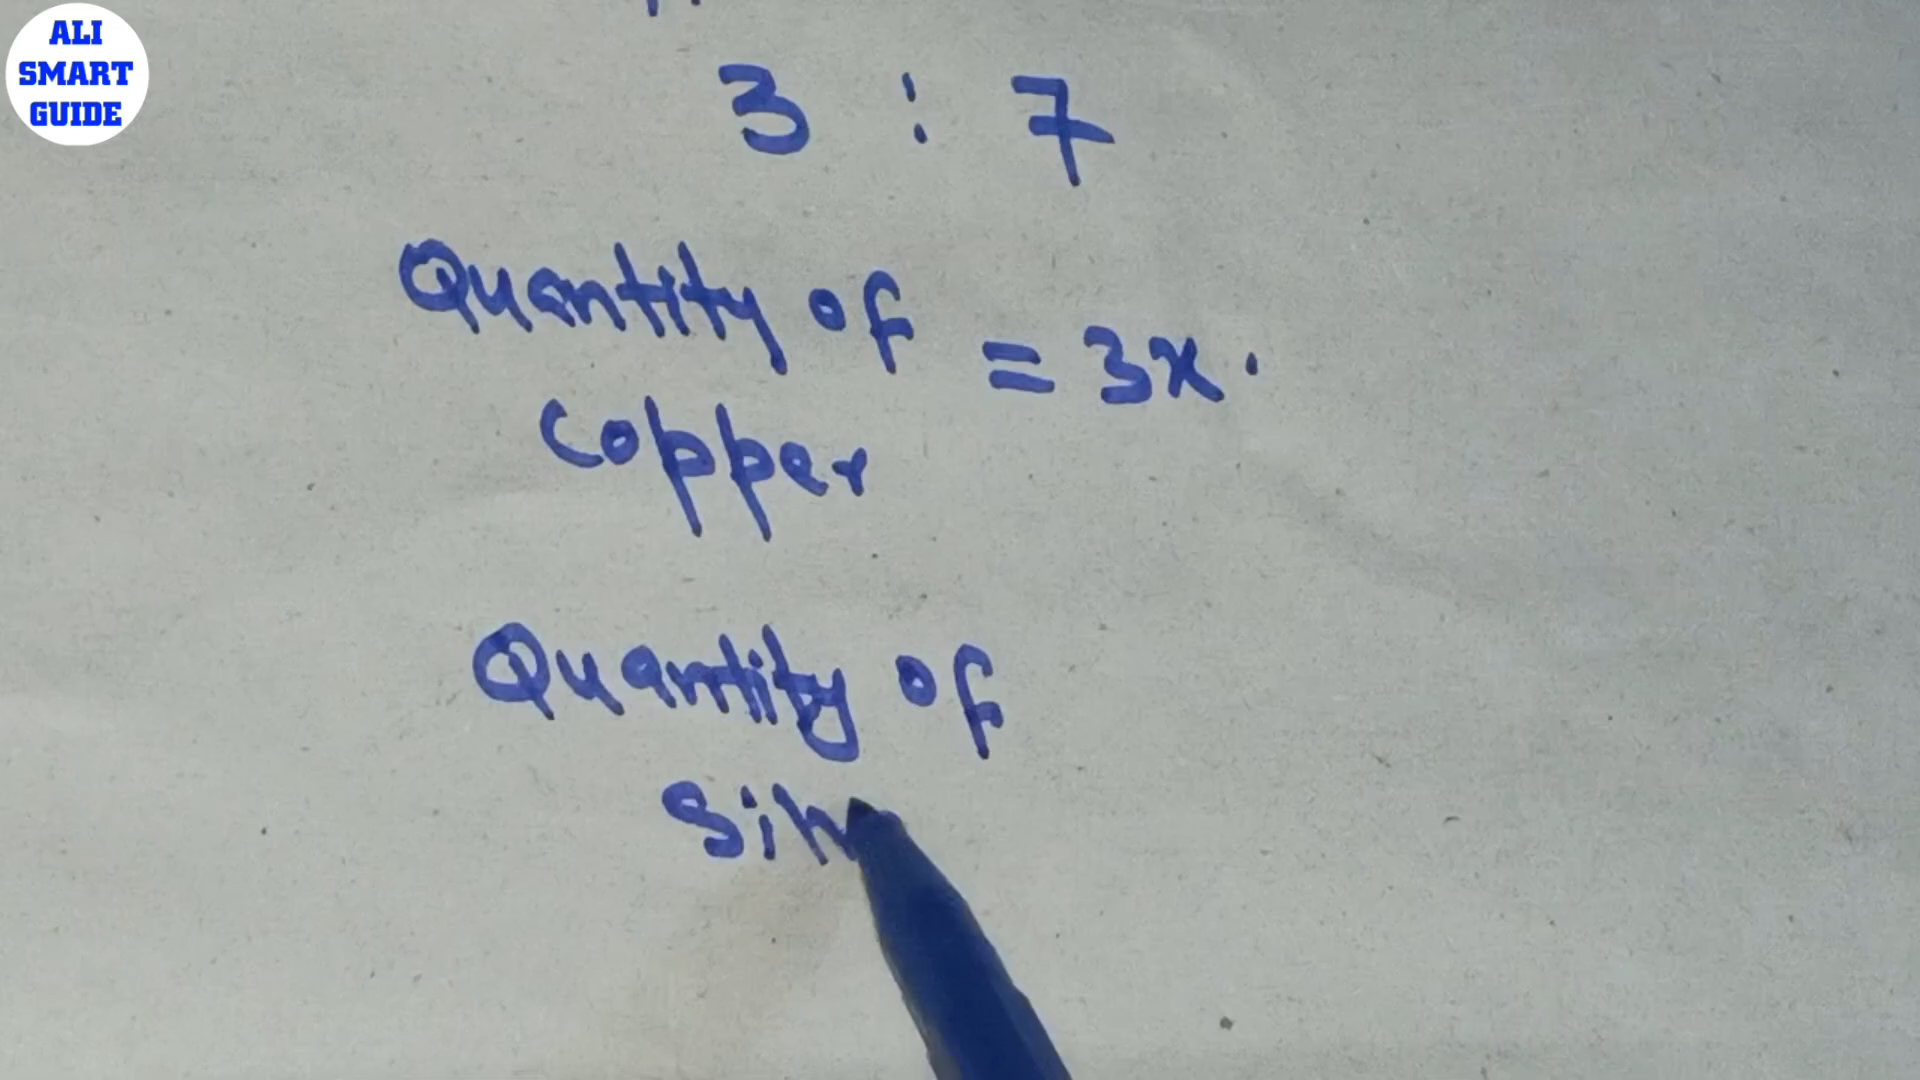 ALI
SMART
GUIDE
3 : 7
Quantity of
copper
= 3x.
Quantity of